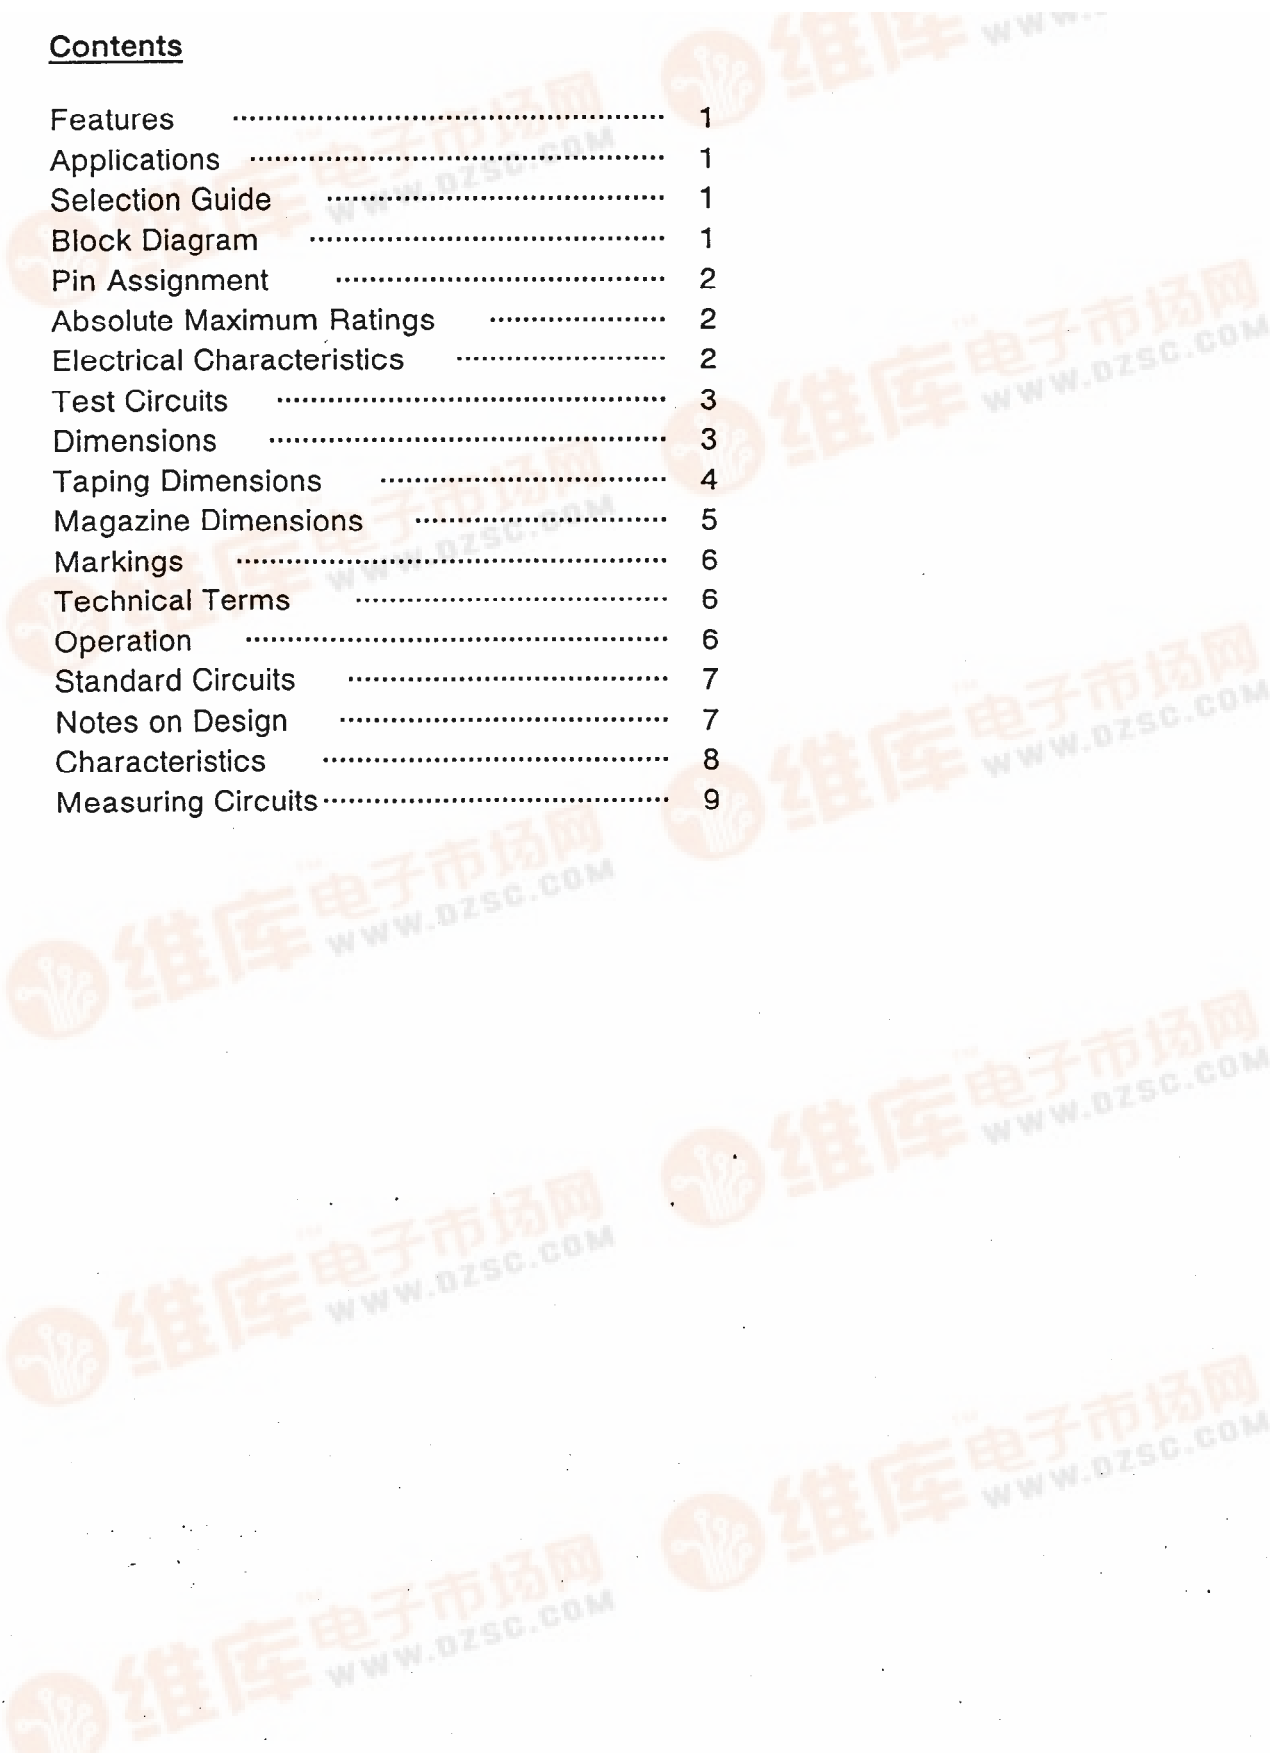 Contents
Features ················ 1
Applications ················ 1
Selection Guide ················ 1
Block Diagram ················ 1
Pin Assignment ················ 2
Absolute Maximum Ratings ················ 2
Electrical Characteristics ················ 2
Test Circuits ················ 3
Dimensions ················ 3
Taping Dimensions ················ 4
Magazine Dimensions ················ 5
Markings ················ 6
Technical Terms ················ 6
Operation ················ 6
Standard Circuits ················ 7
Notes on Design ················ 7
Characteristics ················ 8
Measuring Circuits ················ 9
维库电子市场网™
WWW.DZSC.COM